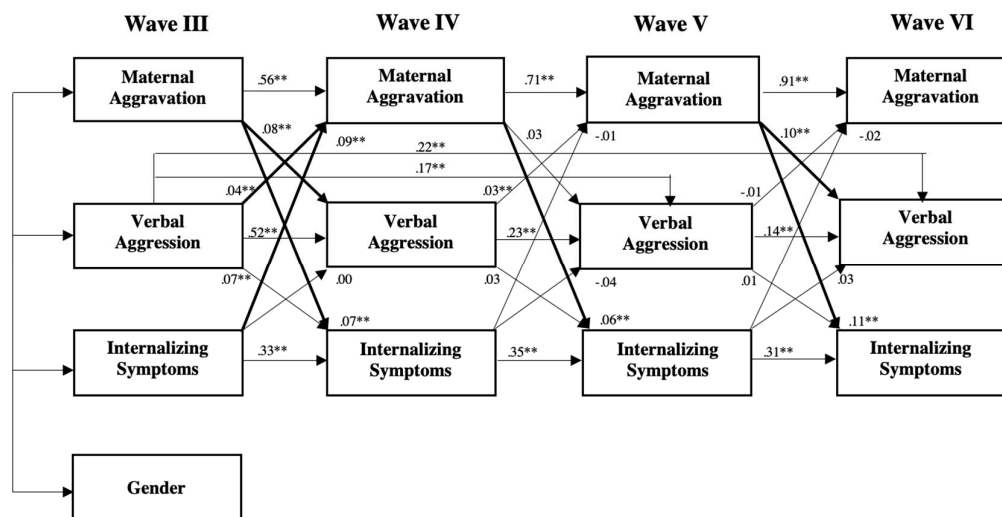 Wave III Wave IV Wave V Wave VI
Maternal
Aggravation
.56**
Maternal
Aggravation
.71**
Maternal
Aggravation
.91**
Maternal
Aggravation
.08**
.09**
.03
-.01
.10**
-.02
.22**
.17**
.04**
.03**
-.01
Verbal
Aggression
.52**
Verbal
Aggression
.23**
Verbal
Aggression
.14**
Verbal
Aggression
.07**
.00
.03
-.04
.01
.03
.07**
.06**
.11**
Internalizing
Symptoms
.33**
Internalizing
Symptoms
.35**
Internalizing
Symptoms
.31**
Internalizing
Symptoms
Gender